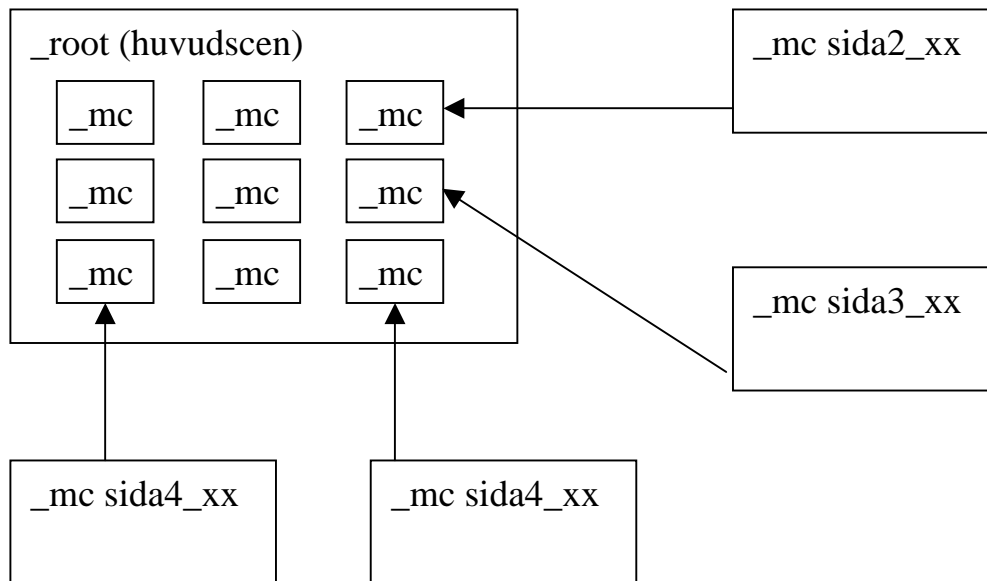 _root (huvudscen)
_mc sida2_xx
_mc _mc _mc
_mc _mc _mc
_mc _mc _mc
_mc sida3_xx
_mc sida4_xx
_mc sida4_xx